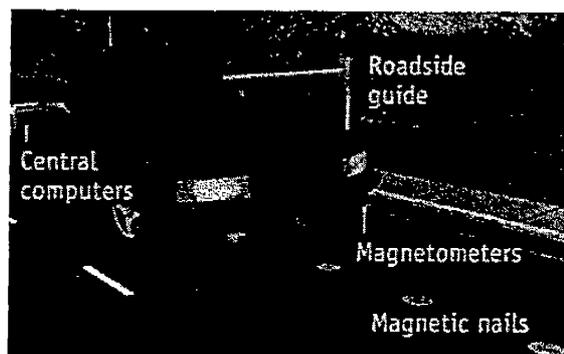 Roadside
guide
Central
computers
Magnetometers
Magnetic nails